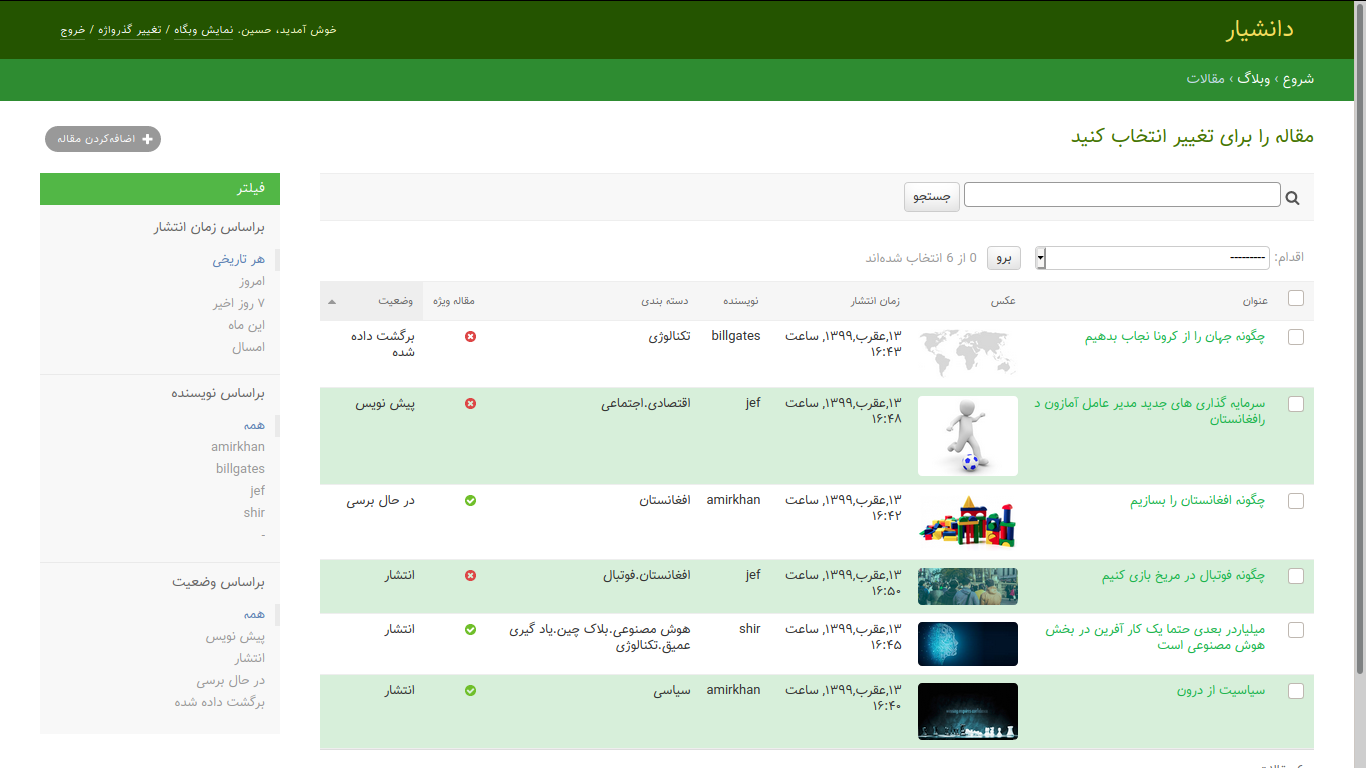 دانشیار
خوش آمدید، حسین. نمایش وبگاه / تغییر گذرواژه / خروج
شروع › وبلاگ › مقالات
مقاله را برای تغییر انتخاب کنید
اضافه‌کردن مقاله
جستجو
اقدام: --------- برو 0 از 6 انتخاب شده‌اند
عنوان عکس زمان انتشار نویسنده دسته بندی مقاله ویژه وضعیت
چگونه جهان را از کرونا نجاب بدهیم ۱۳,عقرب,۱۳۹۹, ساعت billgates تکنالوژی برگشت داده
۱۶:۴۳ شده
سرمایه گذاری های جدید مدیر عامل آمازون د ۱۳,عقرب,۱۳۹۹, ساعت jef اقتصادی.اجتماعی پیش نویس
رافغانستان ۱۶:۴۸
چگونه افغانستان را بسازیم ۱۳,عقرب,۱۳۹۹, ساعت amirkhan افغانستان در حال برسی
۱۶:۴۲
چگونه فوتبال در مریخ بازی کنیم ۱۳,عقرب,۱۳۹۹, ساعت jef افغانستان.فوتبال انتشار
۱۶:۵۰
میلیاردر بعدی حتما یک کار آفرین در بخش ۱۳,عقرب,۱۳۹۹, ساعت shir هوش مصنوعی.بلاک چین.یاد گیری انتشار
هوش مصنوعی است ۱۶:۴۵ عمیق.تکنالوژی
سیاسیت از درون ۱۳,عقرب,۱۳۹۹, ساعت amirkhan سیاسی انتشار
۱۶:۴۰
فیلتر
براساس زمان انتشار
هر تاریخی
امروز
۷ روز اخیر
این ماه
امسال
براساس نویسنده
همه
amirkhan
billgates
jef
shir
-
براساس وضعیت
همه
پیش نویس
انتشار
در حال برسی
برگشت داده شده